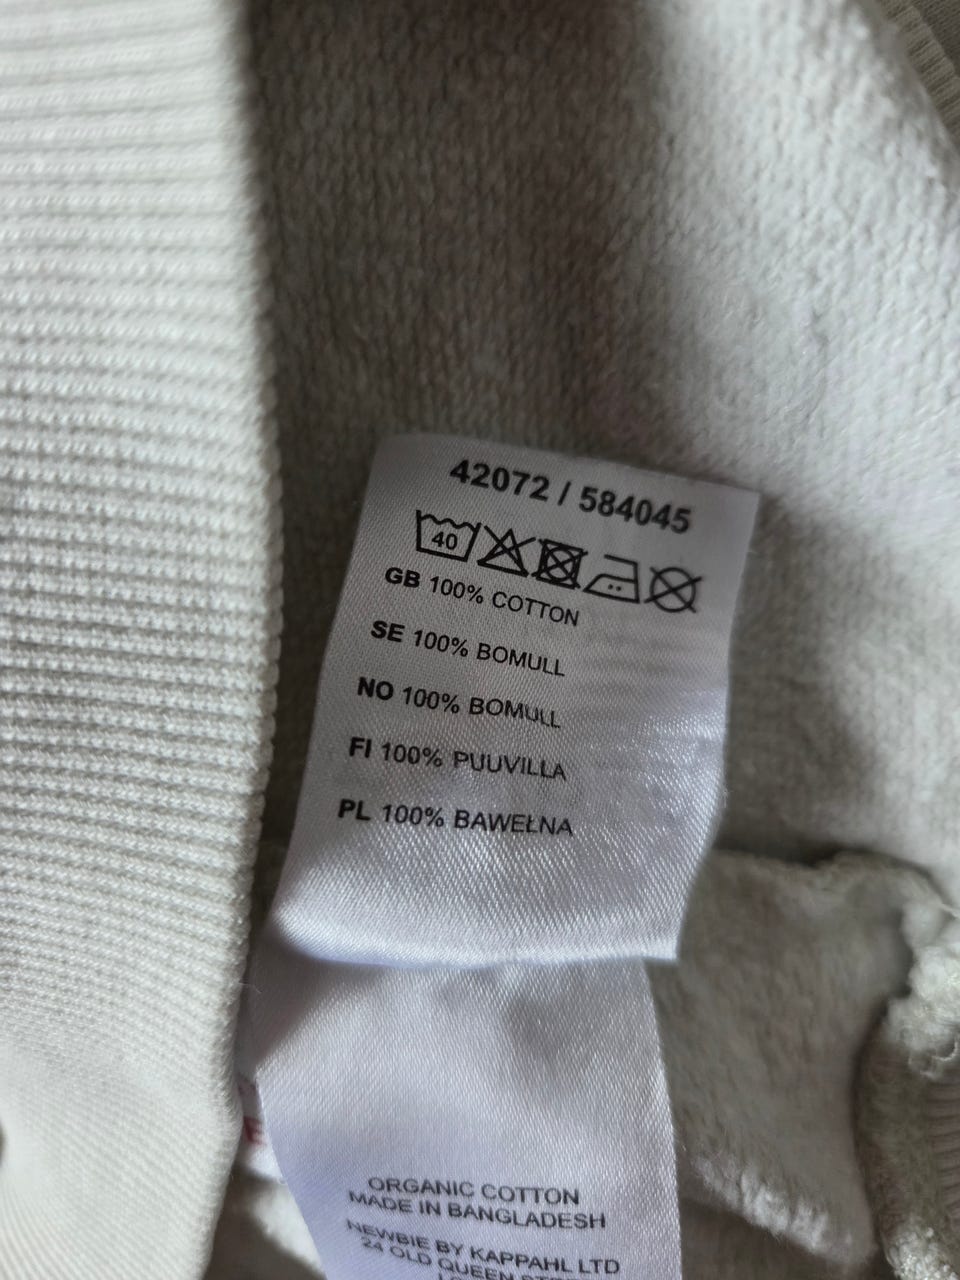 42072 / 584045
40
GB 100% COTTON
SE 100% BOMULL
NO 100% BOMULL
FI 100% PUUVILLA
PL 100% BAWEŁNA
ORGANIC COTTON
MADE IN BANGLADESH
NEWBIE BY KAPPAHL LTD
24 OLD QUEEN